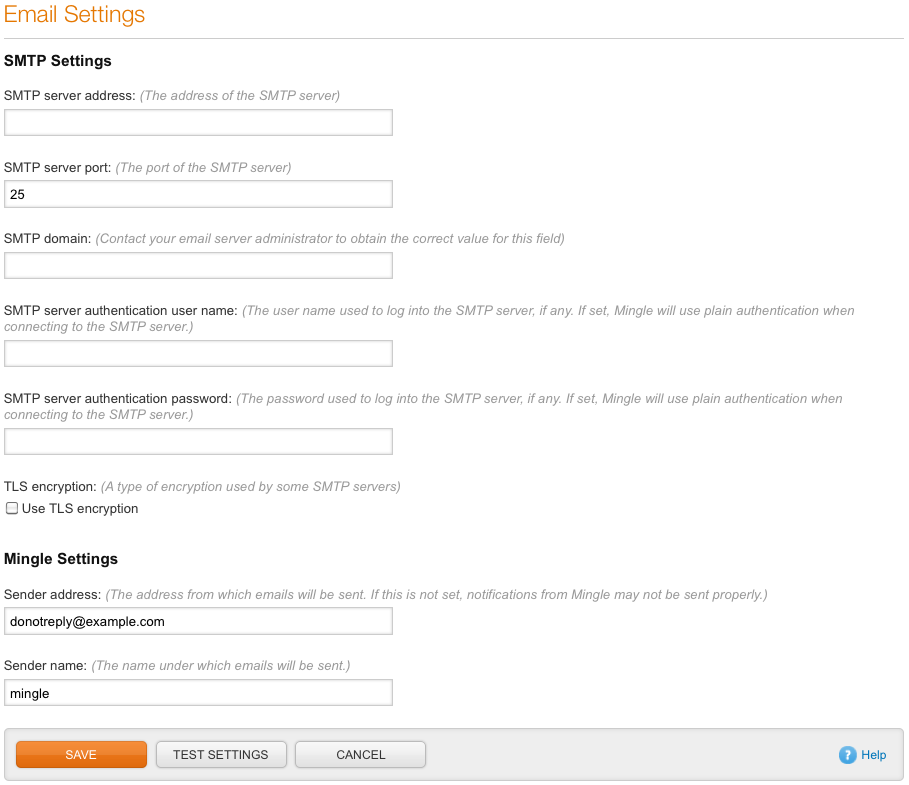 Email Settings
SMTP Settings
SMTP server address: (The address of the SMTP server)
SMTP server port: (The port of the SMTP server)
25
SMTP domain: (Contact your email server administrator to obtain the correct value for this field)
SMTP server authentication user name: (The user name used to log into the SMTP server, if any. If set, Mingle will use plain authentication when
connecting to the SMTP server.)
SMTP server authentication password: (The password used to log into the SMTP server, if any. If set, Mingle will use plain authentication when
connecting to the SMTP server.)
TLS encryption: (A type of encryption used by some SMTP servers)
Use TLS encryption
Mingle Settings
Sender address: (The address from which emails will be sent. If this is not set, notifications from Mingle may not be sent properly.)
donotreply@example.com
Sender name: (The name under which emails will be sent.)
mingle
SAVE TEST SETTINGS CANCEL ? Help